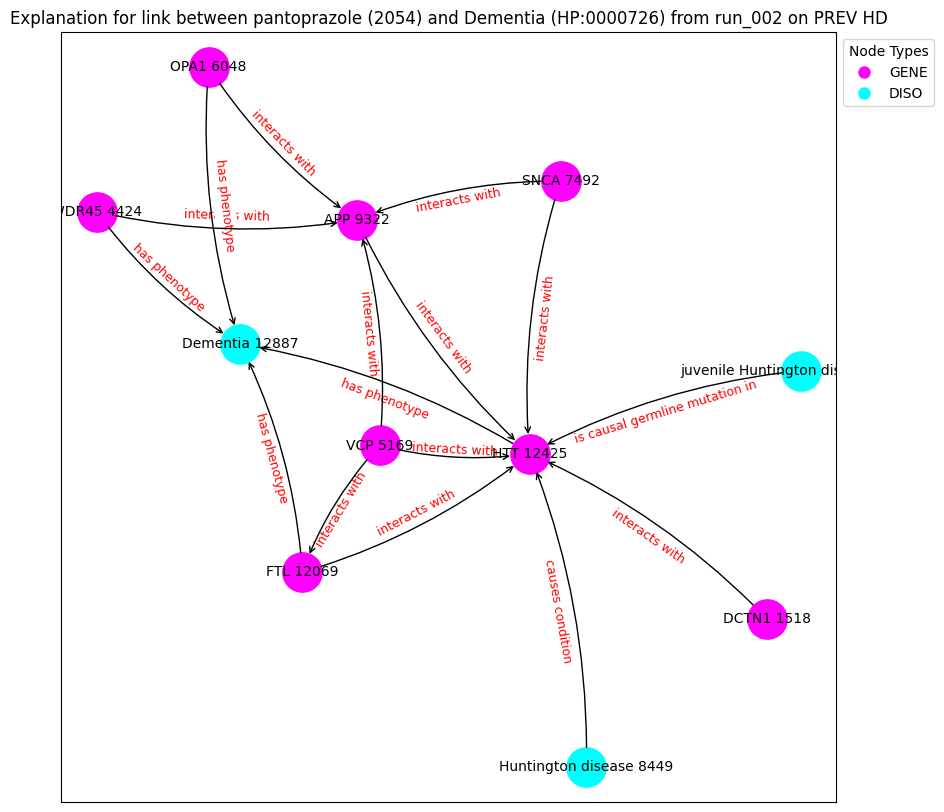 Explanation for link between pantoprazole (2054) and Dementia (HP:0000726) from run_002 on PREV HD
Node Types
GENE
DISO
OPA1 6048
interacts with
has phenotype
SNCA 7492
interacts with
4424
with
APP 9322
has phenotype
interacts with
interacts with
interacts with
Dementia 12887
juvenile Huntington dis
has phenotype
is causal germline mutation in
has phenotype
VCP 5169
interacts with
HTT 12425
interacts with
interacts with
interacts with
FTL 12069
causes condition
DCTN1 1518
Huntington disease 8449